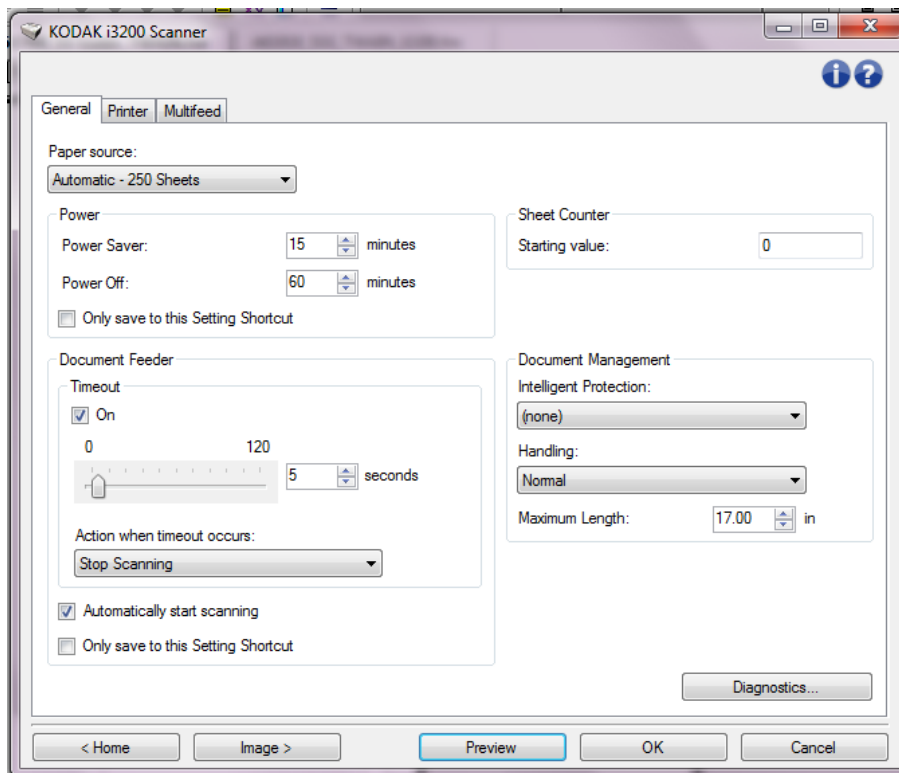 KODAK i3200 Scanner
General Printer Multifeed
Paper source:
Automatic - 250 Sheets
Power
Power Saver: 15 minutes
Power Off: 60 minutes
Only save to this Setting Shortcut
Sheet Counter
Starting value: 0
Document Feeder
Timeout
On
0 120
5 seconds
Action when timeout occurs:
Stop Scanning
Automatically start scanning
Only save to this Setting Shortcut
Document Management
Intelligent Protection:
(none)
Handling:
Normal
Maximum Length: 17.00 in
Diagnostics...
< Home Image > Preview OK Cancel